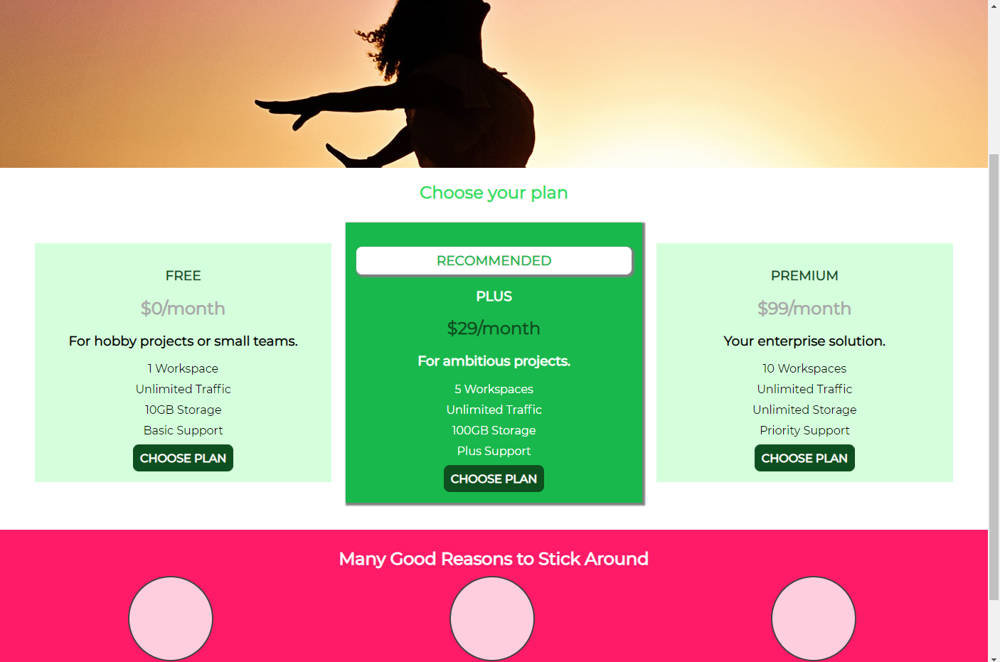 Choose your plan
FREE
$0/month
For hobby projects or small teams.
1 Workspace
Unlimited Traffic
10GB Storage
Basic Support
CHOOSE PLAN
RECOMMENDED
PLUS
$29/month
For ambitious projects.
5 Workspaces
Unlimited Traffic
100GB Storage
Plus Support
CHOOSE PLAN
PREMIUM
$99/month
Your enterprise solution.
10 Workspaces
Unlimited Traffic
Unlimited Storage
Priority Support
CHOOSE PLAN
Many Good Reasons to Stick Around